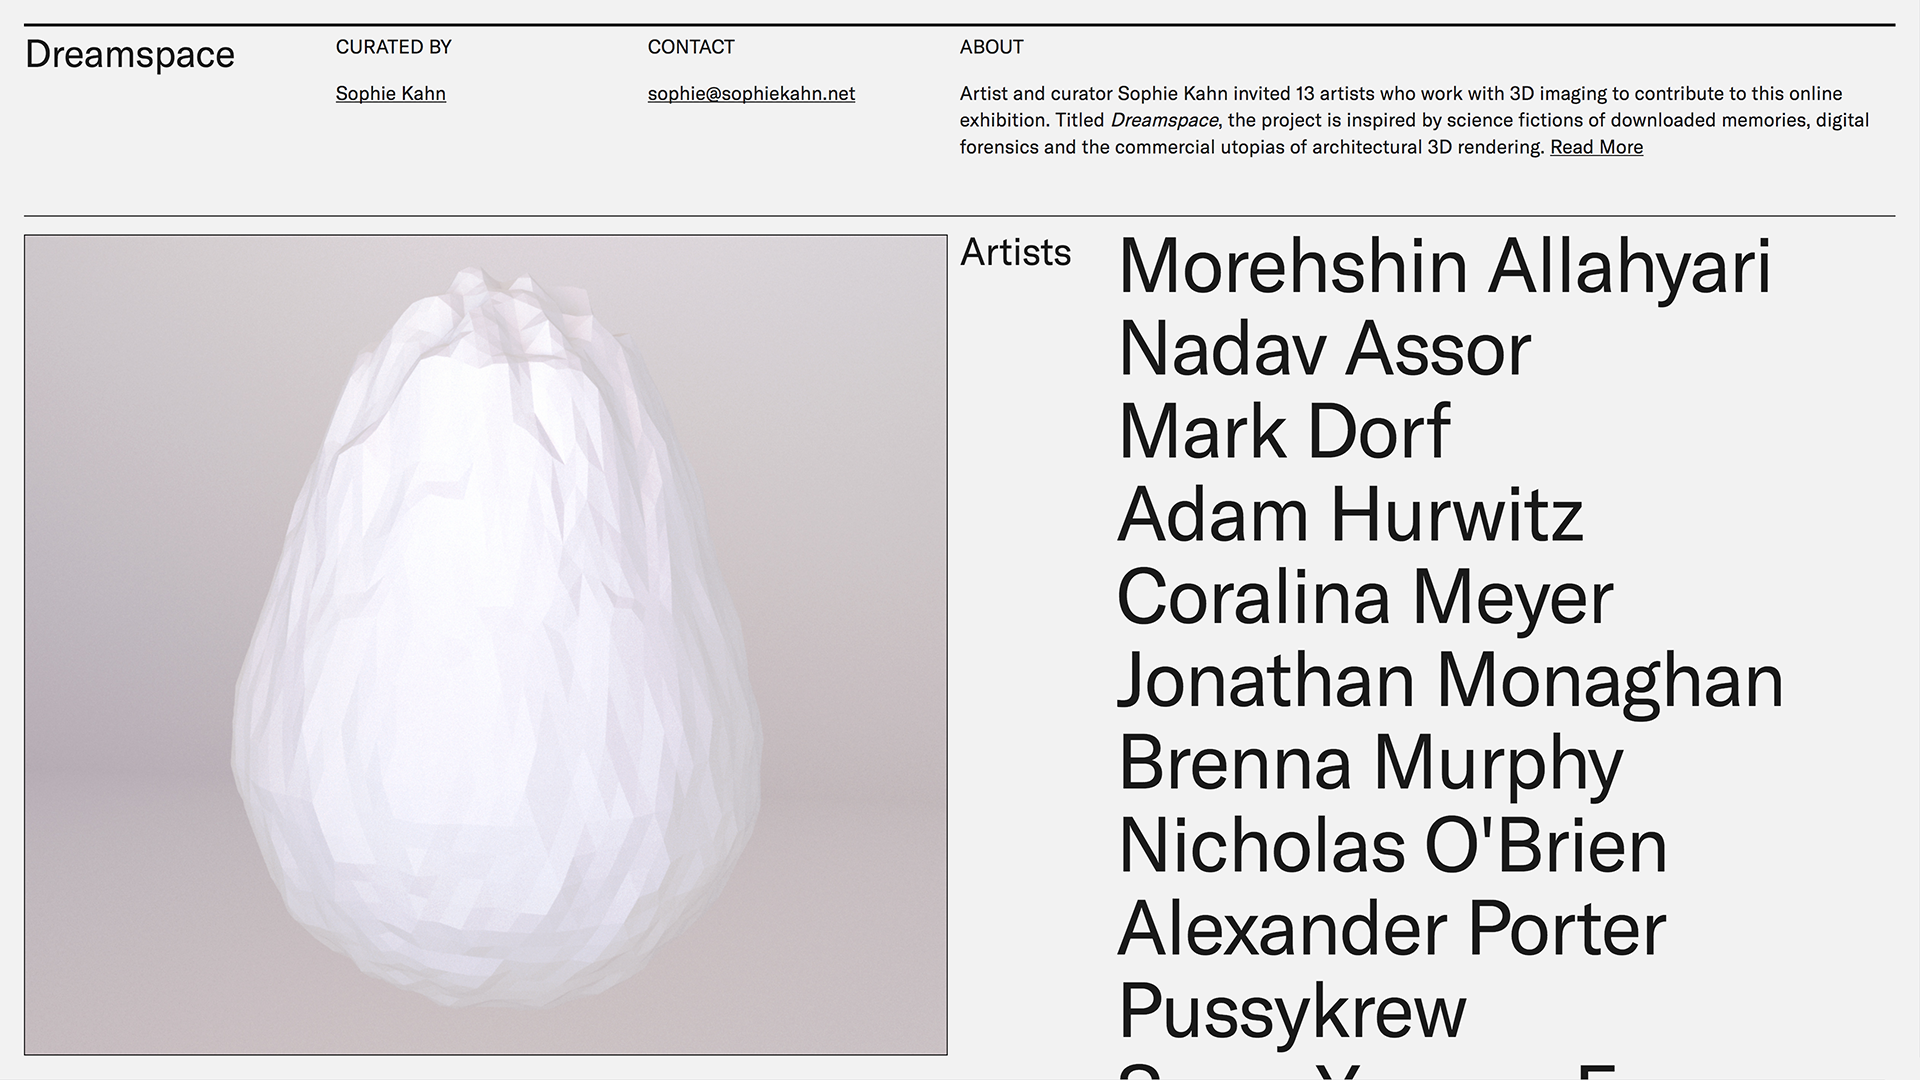 Dreamspace
CURATED BY
Sophie Kahn
CONTACT
sophie@sophiekahn.net
ABOUT
Artist and curator Sophie Kahn invited 13 artists who work with 3D imaging to contribute to this online
exhibition. Titled Dreamspace, the project is inspired by science fictions of downloaded memories, digital
forensics and the commercial utopias of architectural 3D rendering. Read More
Artists
Morehshin Allahyari
Nadav Assor
Mark Dorf
Adam Hurwitz
Coralina Meyer
Jonathan Monaghan
Brenna Murphy
Nicholas O'Brien
Alexander Porter
Pussykrew